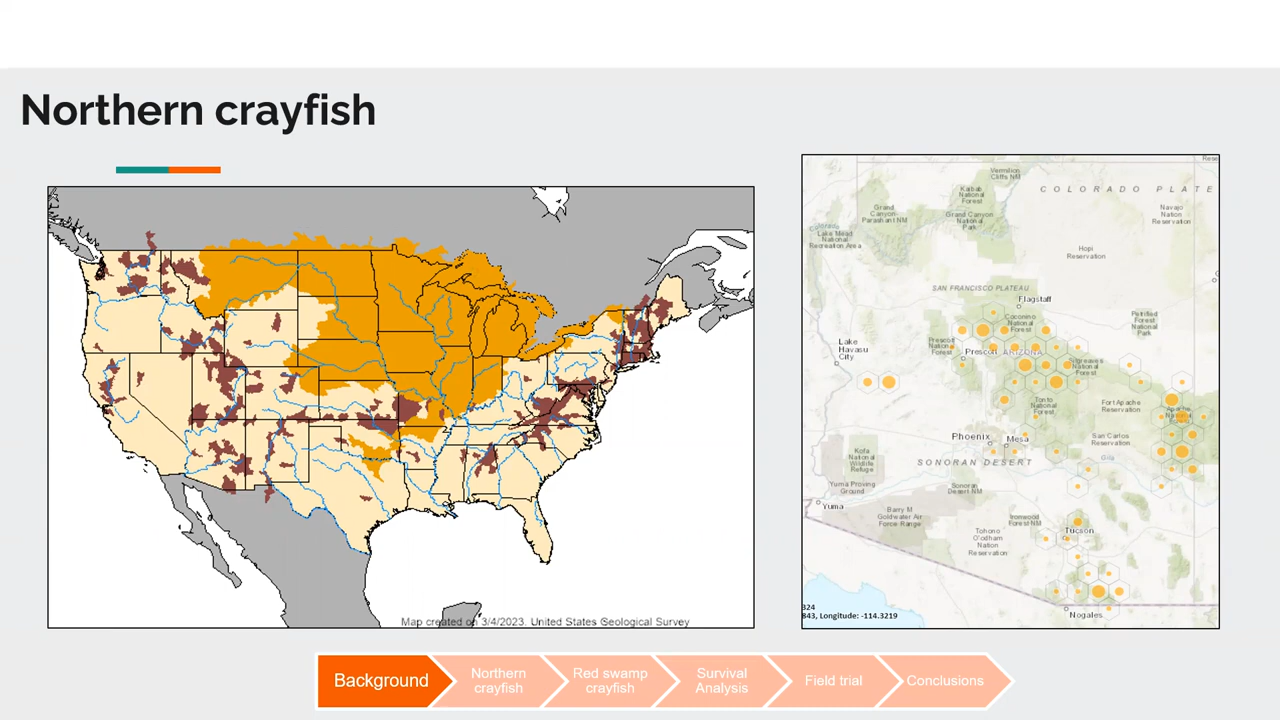 Northern crayfish
Map created on 3/4/2023. United States Geological Survey
Rese
Vermilion
Cliffs NM
COLORADO PLATE
Kaibab
National
Forest
Grand
Canyon-
Parashant NM
Grand Canyon
National
Park
Navajo
Nation
Reservation
Colorado
Lake Mead
National
Recreation Area
Hopi
Reservation
SAN FRANCISCO PLATEAU
Flagstaff
Coconino
National
Forest
Petrified
Forest
National
Park
Prescott
National
Forest
Lake
Havasu
City
Prescott
ARIZONA
National
Forest
Tonto
National
Forest
Fort Apache
Reservation
Apache
National
Phoenix
Mesa
San Carlos
Reservation
Kofa
National
Wildlife
Refuge
SONORAN DESERT
Gila
Yuma Proving
Ground
Sonoran
Desert NM
Yuma
Barry M
Goldwater Air
Force Range
Ironwood
Forest NM
Tohono
O'odham
Nation
Reservation
Tucson
324
843, Longitude: -114.3219
Nogales
Background
Northern
crayfish
Red swamp
crayfish
Survival
Analysis
Field trial
Conclusions